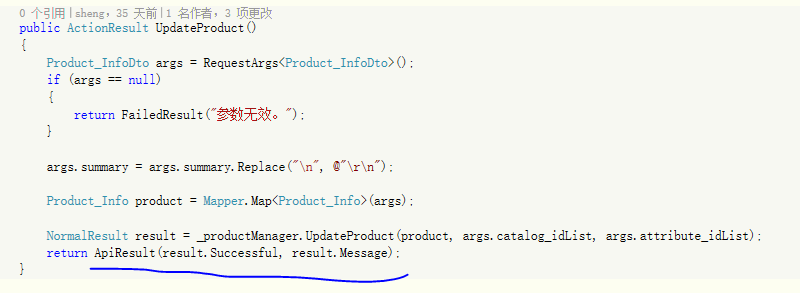 0 个引用|sheng，35 天前|1 名作者，3 项更改
public ActionResult UpdateProduct()
{
    Product_InfoDto args = RequestArgs<Product_InfoDto>();
    if (args == null)
    {
        return FailedResult("参数无效。");
    }

    args.summary = args.summary.Replace("\n", @"\r\n");

    Product_Info product = Mapper.Map<Product_Info>(args);

    NormalResult result = _productManager.UpdateProduct(product, args.catalog_idList, args.attribute_idList);
    return ApiResult(result.Successful, result.Message);
}